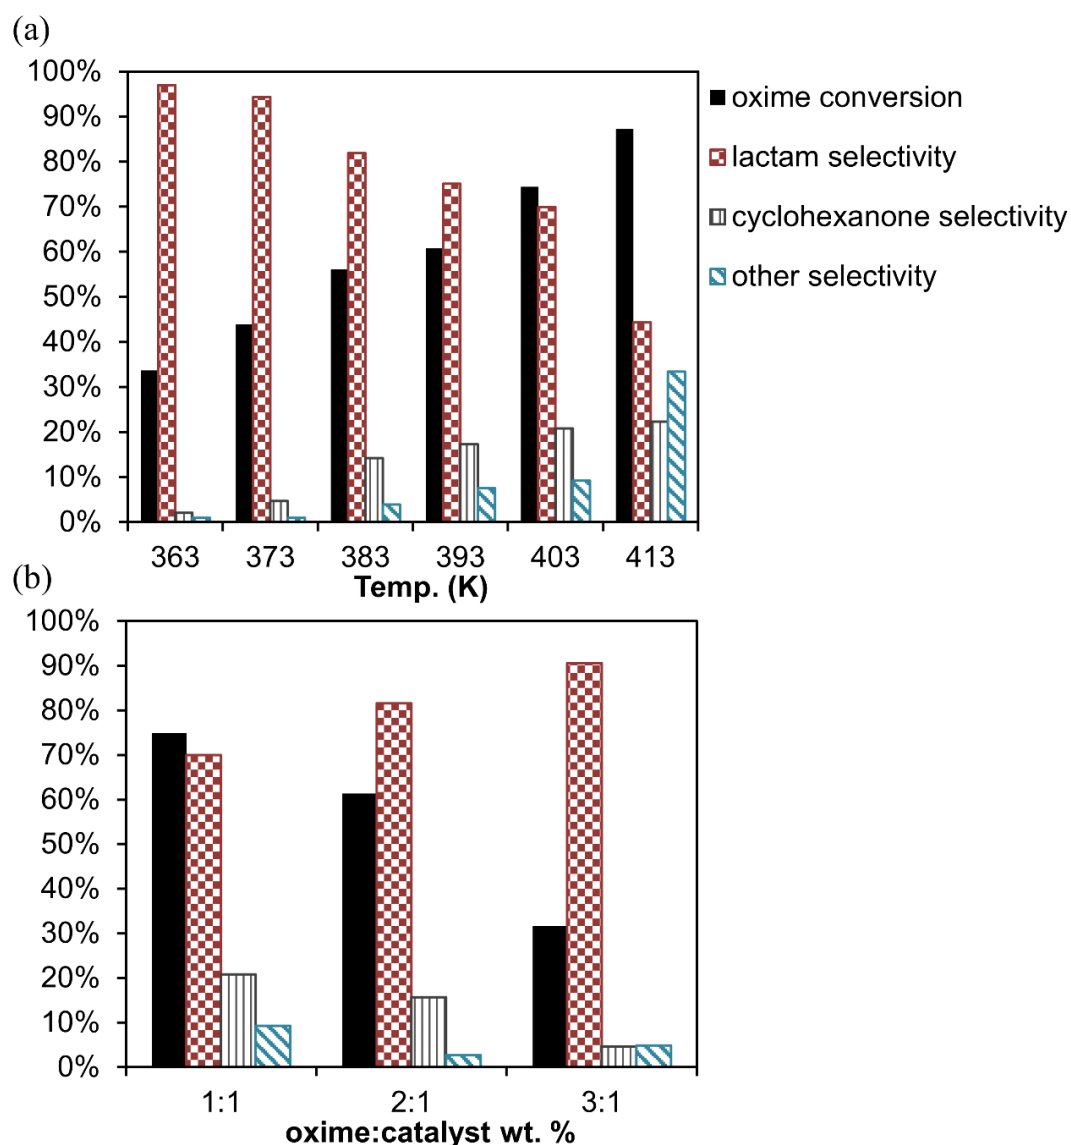 (a)
100%
90%
80%
70%
60%
50%
40%
30%
20%
10%
0%
363 373 383 393 403 413
Temp. (K)
oxime conversion
lactam selectivity
cyclohexanone selectivity
other selectivity
(b)
100%
90%
80%
70%
60%
50%
40%
30%
20%
10%
0%
1:1 2:1 3:1
oxime:catalyst wt. %